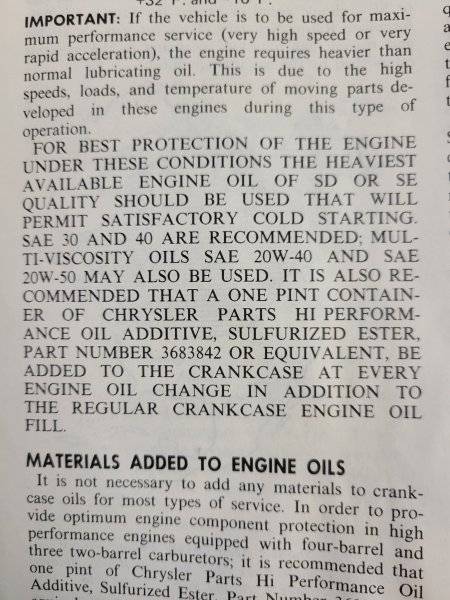 +32°F. and -10°F.
IMPORTANT: If the vehicle is to be used for maxi-
mum performance service (very high speed or very
rapid acceleration), the engine requires heavier than
normal lubricating oil. This is due to the high
speeds, loads, and temperature of moving parts de-
veloped in these engines during this type of
operation.
FOR BEST PROTECTION OF THE ENGINE
UNDER THESE CONDITIONS THE HEAVIEST
AVAILABLE ENGINE OIL OF SD OR SE
QUALITY SHOULD BE USED THAT WILL
PERMIT SATISFACTORY COLD STARTING.
SAE 30 AND 40 ARE RECOMMENDED; MUL-
TI-VISCOSITY OILS SAE 20W-40 AND SAE
20W-50 MAY ALSO BE USED. IT IS ALSO RE-
COMMENDED THAT A ONE PINT CONTAIN-
ER OF CHRYSLER PARTS HI PERFORM-
ANCE OIL ADDITIVE, SULFURIZED ESTER,
PART NUMBER 3683842 OR EQUIVALENT, BE
ADDED TO THE CRANKCASE AT EVERY
ENGINE OIL CHANGE IN ADDITION TO
THE REGULAR CRANKCASE ENGINE OIL
FILL.
MATERIALS ADDED TO ENGINE OILS
It is not necessary to add any materials to crank-
case oils for most types of service. In order to pro-
vide optimum engine component protection in high
performance engines equipped with four-barrel and
three two-barrel carburetors; it is recommended that
one pint of Chrysler Parts Hi Performance Oil
Additive, Sulfurized Ester, Part Number